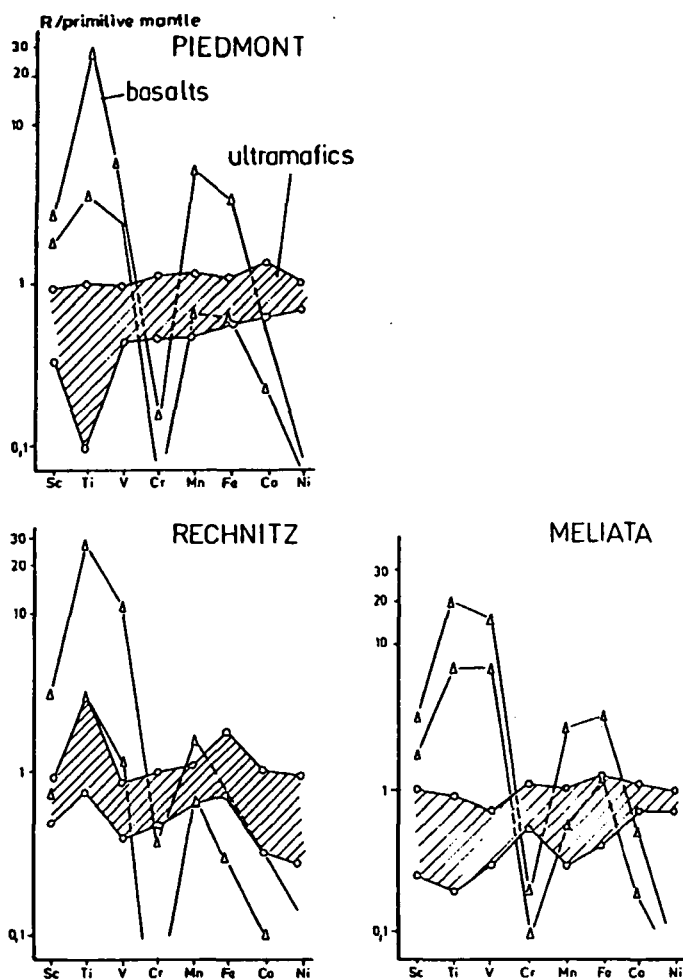 R/primitive mantle
PIEDMONT
30
20
10
1
0,1
basalts
ultramafics
Sc Ti V Cr Mn Fe Co Ni
RECHNITZ
30
20
10
1
0,1
Sc Ti V Cr Mn Fe Co Ni
MELIATA
30
20
10
1
0,1
Sc Ti V Cr Mn Fe Co Ni